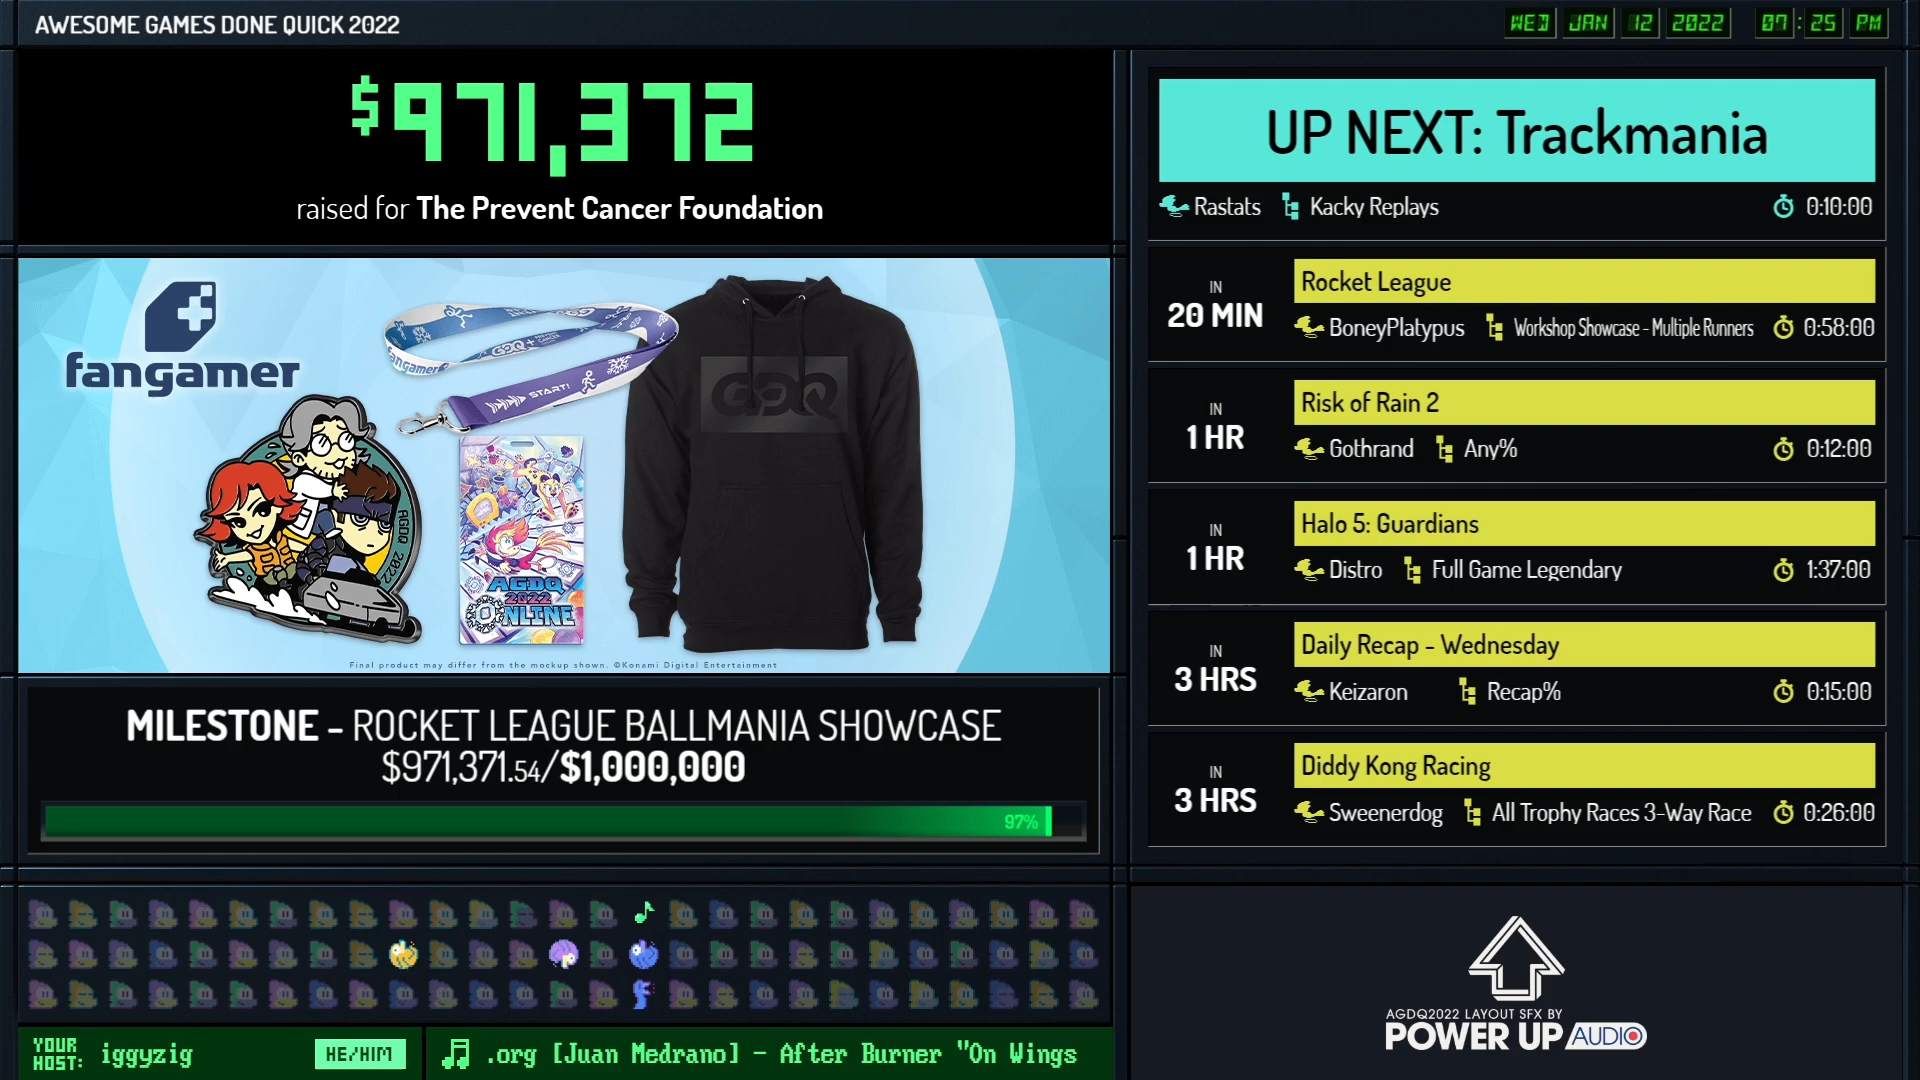 AWESOME GAMES DONE QUICK 2022
WED JAN 12 2022 07:25 PM
$971,372
raised for The Prevent Cancer Foundation
fangamer
fangamer
GDQ
START!
GDQ
AGDQ 2022
AGDQ
2022
ONLINE
Final product may differ from the mockup shown. ©Konami Digital Entertainment
MILESTONE – ROCKET LEAGUE BALLMANIA SHOWCASE
$971,371.54/$1,000,000
97%
YOUR HOST: iggyzig HE/HIM
.org [Juan Medrano] - After Burner "On Wings
UP NEXT: Trackmania
Rastats Kacky Replays 0:10:00
IN 20 MIN
Rocket League
BoneyPlatypus Workshop Showcase - Multiple Runners 0:58:00
IN 1 HR
Risk of Rain 2
Gothrand Any% 0:12:00
IN 1 HR
Halo 5: Guardians
Distro Full Game Legendary 1:37:00
IN 3 HRS
Daily Recap - Wednesday
Keizaron Recap% 0:15:00
IN 3 HRS
Diddy Kong Racing
Sweenerdog All Trophy Races 3-Way Race 0:26:00
AGDQ2022 LAYOUT SFX BY
POWER UP AUDIO